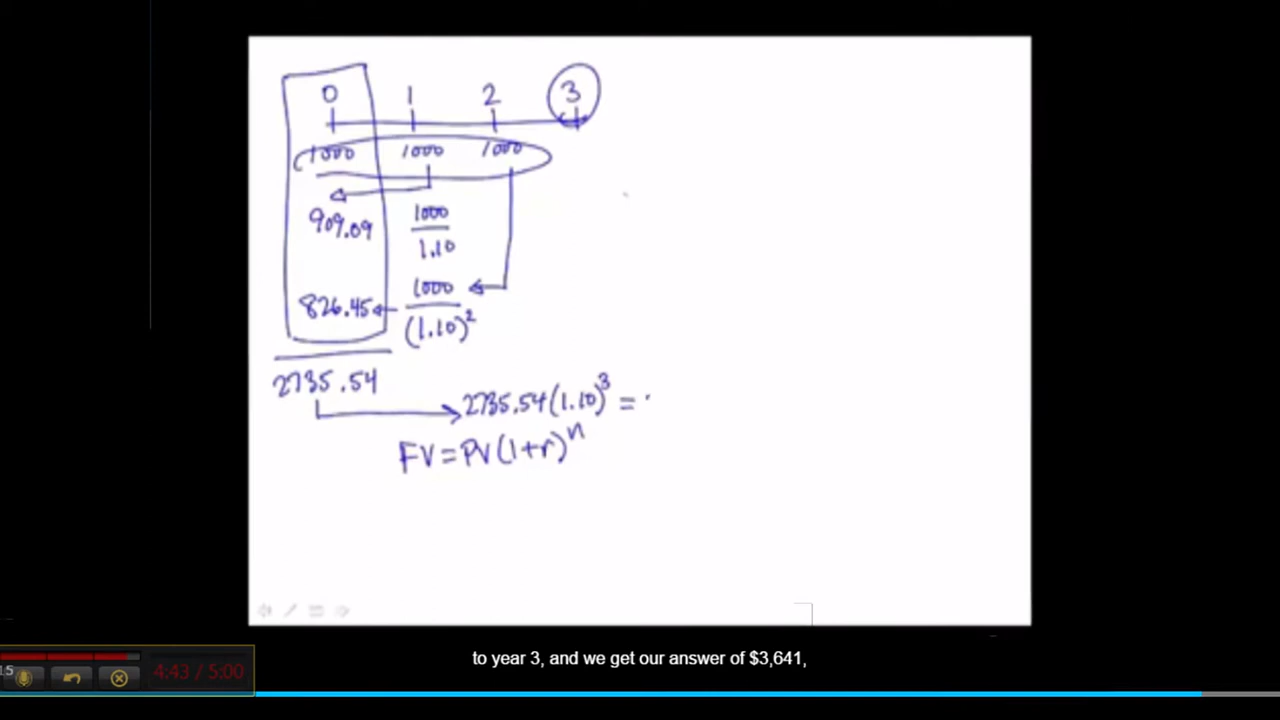 0 1 2 3
1000 1000 1000
909.09 1000
1.10
1000
826.45 (1.10)²
2735.54
2735.54(1.10)³ =
FV=PV(1+r)ⁿ
to year 3, and we get our answer of $3,641,
15
4:43 / 5:00